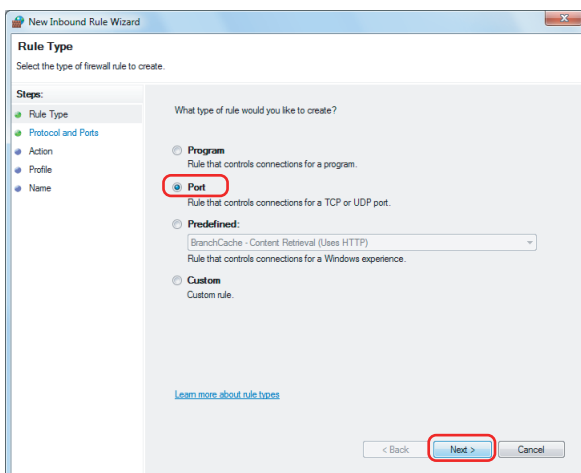 New Inbound Rule Wizard
Rule Type
Select the type of firewall rule to create.
Steps:
Rule Type
Protocol and Ports
Action
Profile
Name
What type of rule would you like to create?
Program
Rule that controls connections for a program.
Port
Rule that controls connections for a TCP or UDP port.
Predefined:
BranchCache - Content Retrieval (Uses HTTP)
Rule that controls connections for a Windows experience.
Custom
Custom rule.
Learn more about rule types
< Back
Next >
Cancel